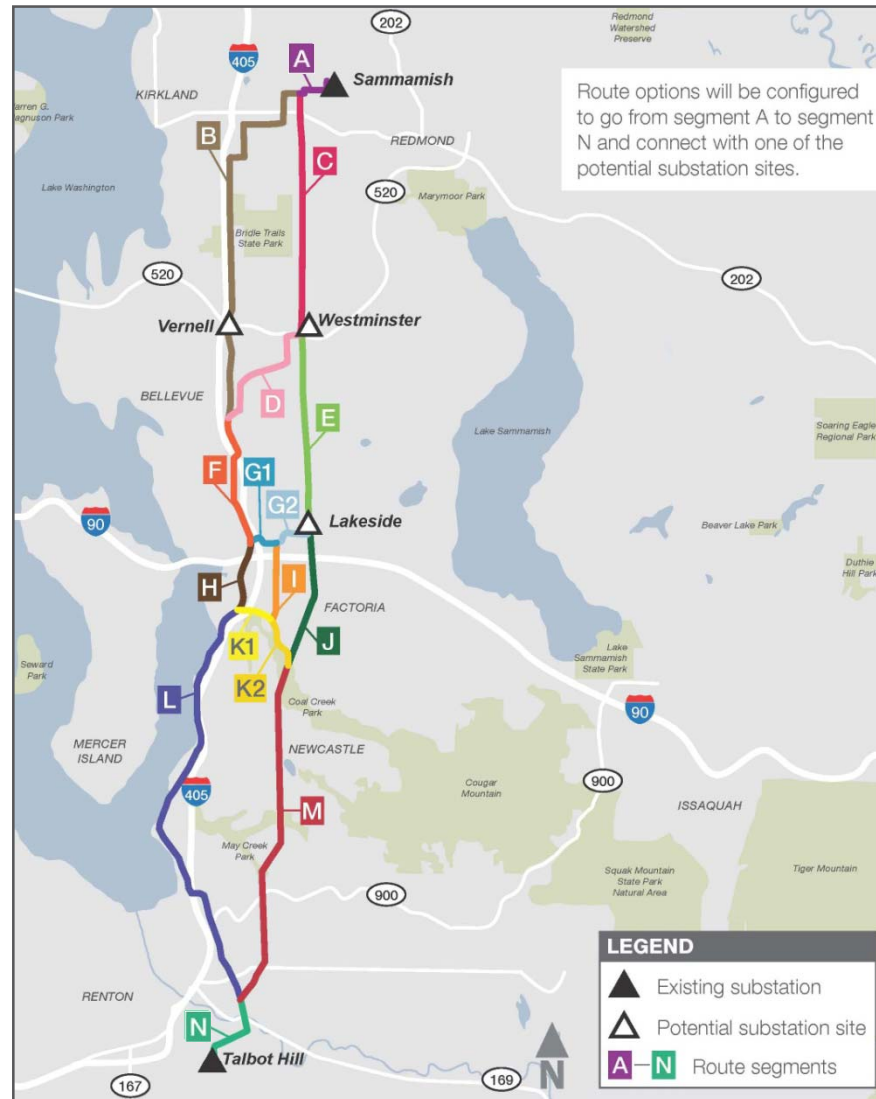 202
Redmond
Watershed
Preserve
405
A
Sammamish
KIRKLAND
Route options will be configured
to go from segment A to segment
N and connect with one of the
potential substation sites.
B
REDMOND
C
Lake Washington
520
Marymoor Park
Bridle Trails
State Park
520
202
Vernell
Westminster
BELLEVUE
D
E
Lake Sammamish
Soaring Eagle
Regional Park
F
G1
G2
Lakeside
90
Beaver Lake Park
H
I
FACTORIA
Duthie
Hill Park
J
K1
K2
Lake
Sammamish
State Park
Seward
Park
L
Coal Creek
Park
90
MERCER
ISLAND
NEWCASTLE
900
405
M
Cougar
Mountain
ISSAQUAH
May Creek
Park
Squak Mountain
State Park
Natural Area
Tiger Mountain
900
LEGEND
Existing substation
Potential substation site
A N Route segments
RENTON
N
Talbot Hill
N
167
169